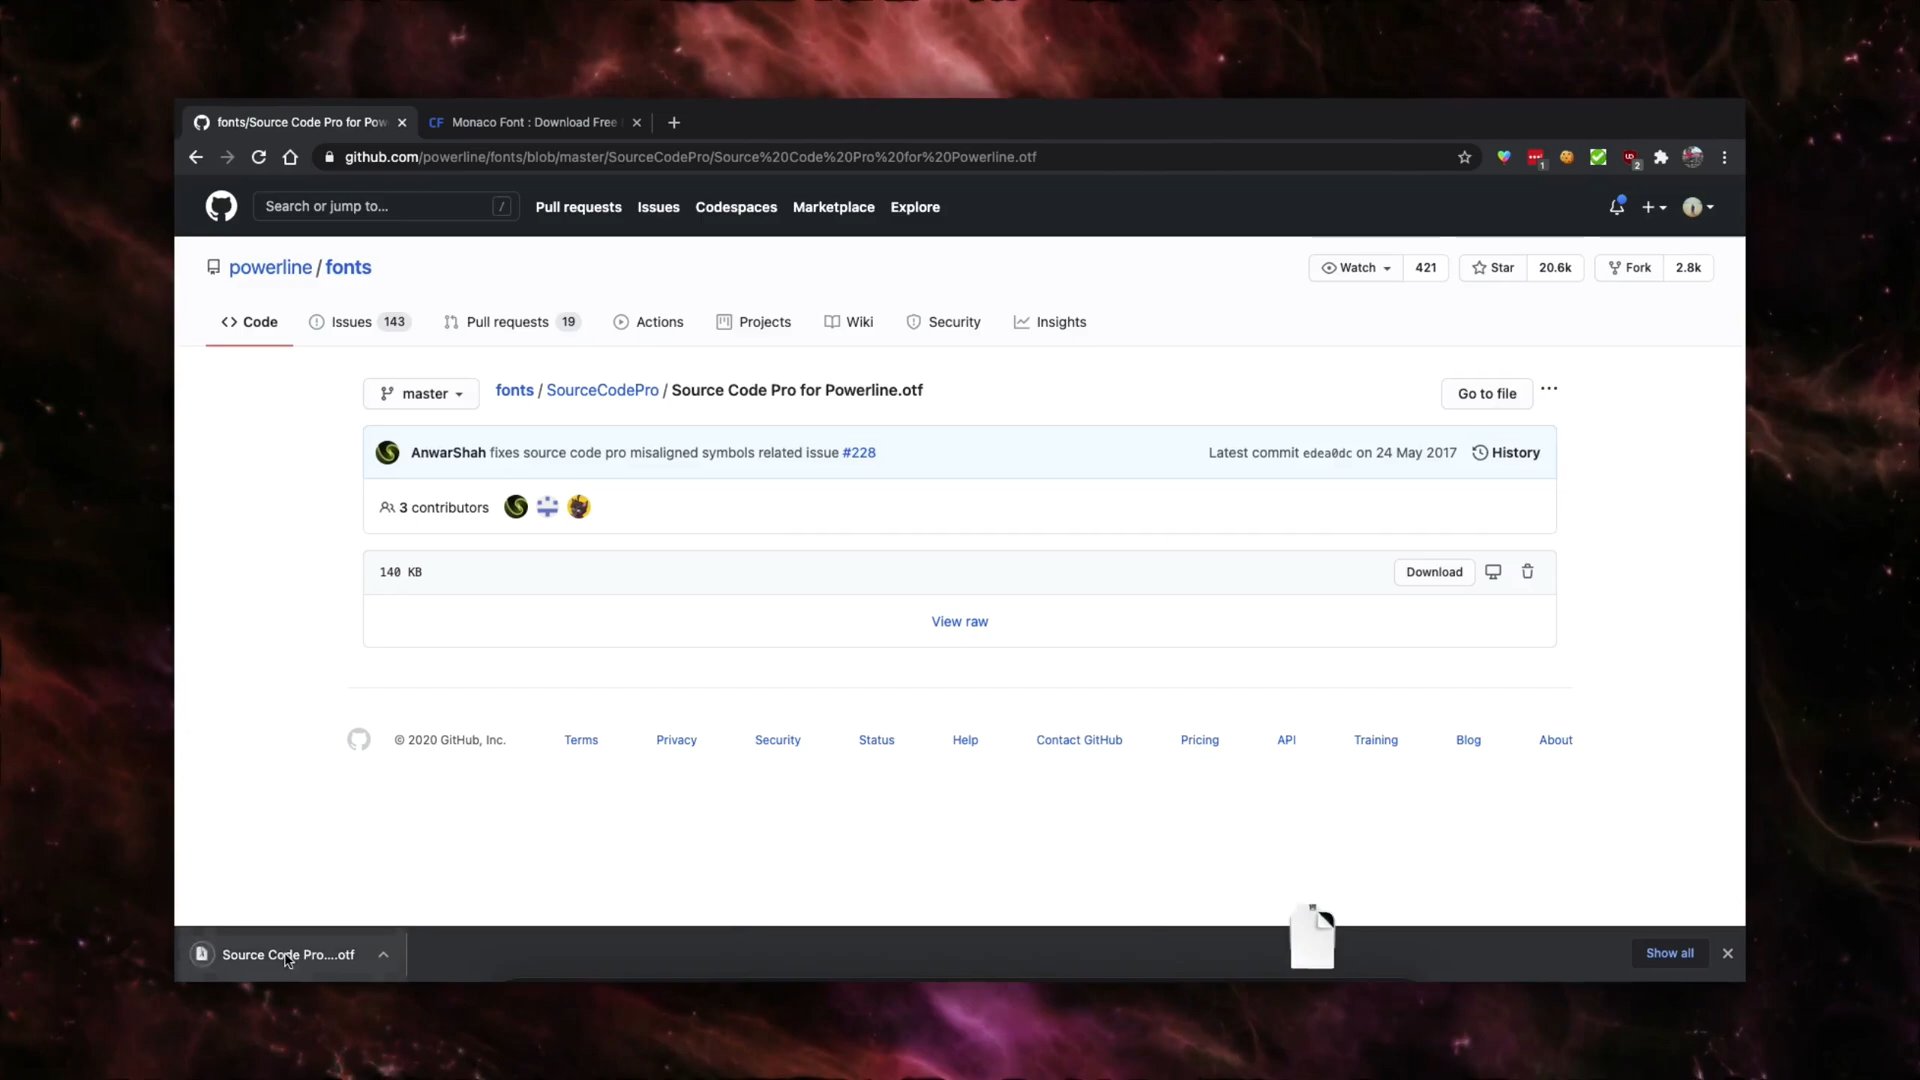 fonts/Source Code Pro for Pow
CF Monaco Font : Download Free
github.com/powerline/fonts/blob/master/SourceCodePro/Source%20Code%20Pro%20for%20Powerline.otf
1
2
Search or jump to... /
Pull requests Issues Codespaces Marketplace Explore
powerline / fonts
Watch 421 Star 20.6k Fork 2.8k
Code Issues 143 Pull requests 19 Actions Projects Wiki Security Insights
master fonts / SourceCodePro / Source Code Pro for Powerline.otf Go to file
AnwarShah fixes source code pro misaligned symbols related issue #228 Latest commit edea0dc on 24 May 2017 History
3 contributors
140 KB Download
View raw
© 2020 GitHub, Inc. Terms Privacy Security Status Help Contact GitHub Pricing API Training Blog About
Source Code Pro....otf Show all